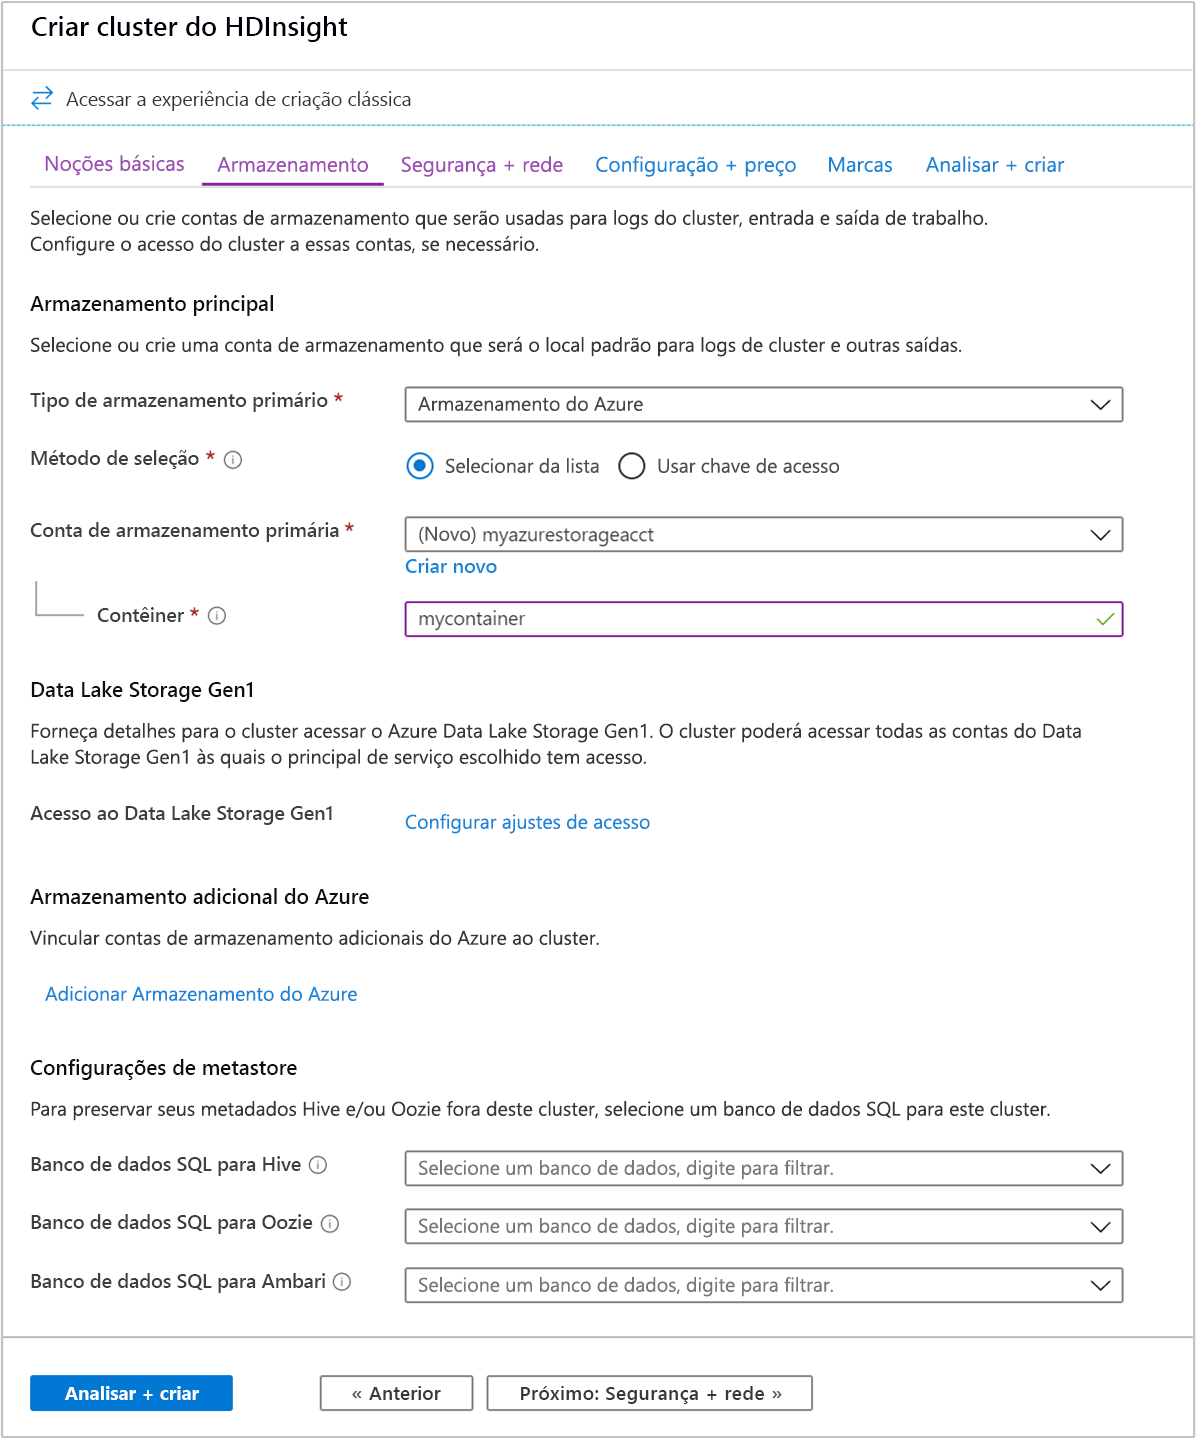 Criar cluster do HDInsight
Acessar a experiência de criação clássica
Noções básicas Armazenamento Segurança + rede Configuração + preço Marcas Analisar + criar
Selecione ou crie contas de armazenamento que serão usadas para logs do cluster, entrada e saída de trabalho.
Configure o acesso do cluster a essas contas, se necessário.
Armazenamento principal
Selecione ou crie uma conta de armazenamento que será o local padrão para logs de cluster e outras saídas.
Tipo de armazenamento primário * Armazenamento do Azure
Método de seleção * Selecionar da lista Usar chave de acesso
Conta de armazenamento primária * (Novo) myazurestorageacct
Criar novo
Contêiner * mycontainer
Data Lake Storage Gen1
Forneça detalhes para o cluster acessar o Azure Data Lake Storage Gen1. O cluster poderá acessar todas as contas do Data
Lake Storage Gen1 às quais o principal de serviço escolhido tem acesso.
Acesso ao Data Lake Storage Gen1 Configurar ajustes de acesso
Armazenamento adicional do Azure
Vincular contas de armazenamento adicionais do Azure ao cluster.
Adicionar Armazenamento do Azure
Configurações de metastore
Para preservar seus metadados Hive e/ou Oozie fora deste cluster, selecione um banco de dados SQL para este cluster.
Banco de dados SQL para Hive Selecione um banco de dados, digite para filtrar.
Banco de dados SQL para Oozie Selecione um banco de dados, digite para filtrar.
Banco de dados SQL para Ambari Selecione um banco de dados, digite para filtrar.
Analisar + criar « Anterior Próximo: Segurança + rede »